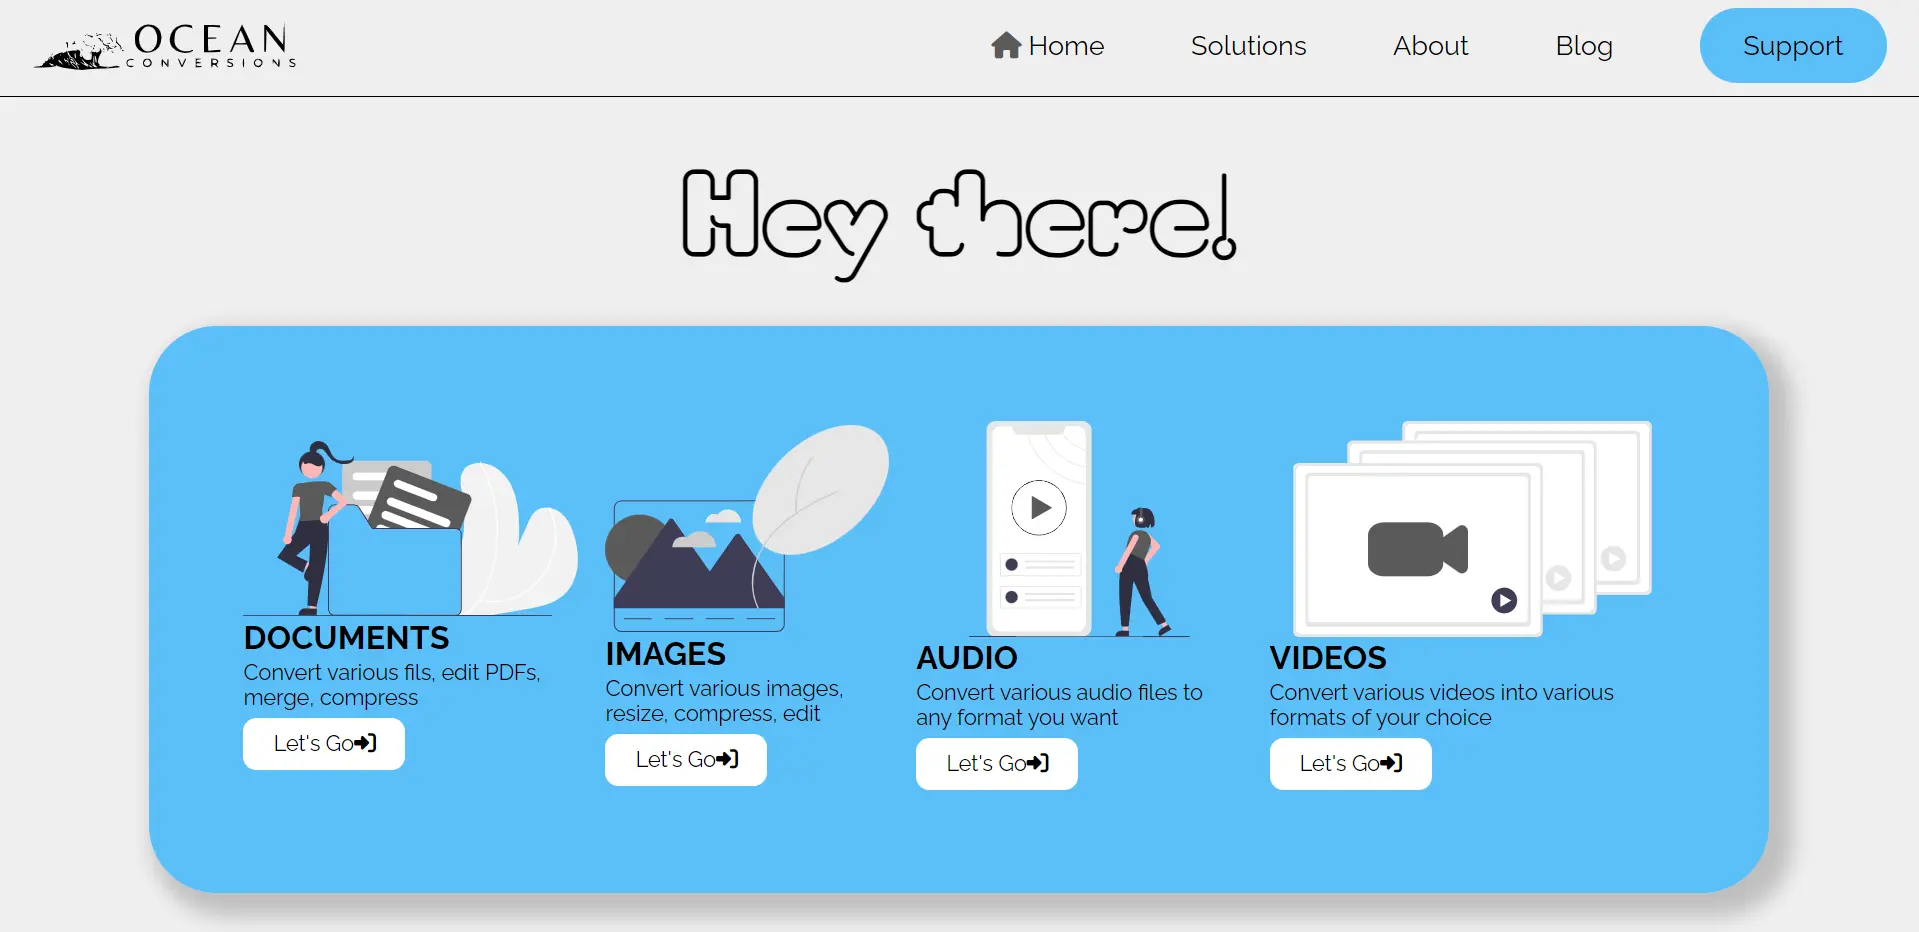 OCEAN
CONVERSIONS
Home
Solutions
About
Blog
Support
Hey there!
DOCUMENTS
Convert various fils, edit PDFs,
merge, compress
Let's Go
IMAGES
Convert various images,
resize, compress, edit
Let's Go
AUDIO
Convert various audio files to
any format you want
Let's Go
VIDEOS
Convert various videos into various
formats of your choice
Let's Go